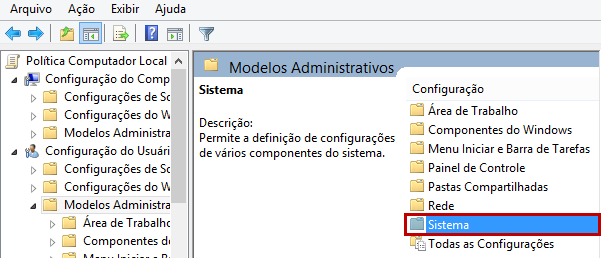 Arquivo Ação Exibir Ajuda
Política Computador Local
Configuração do Comp
Configurações de So
Configurações do W
Modelos Administra
Configuração do Usuári
Configurações de So
Configurações do W
Modelos Administra
Área de Trabalho
Componentes do
Menu Iniciar e Barra
Modelos Administrativos
Sistema
Descrição:
Permite a definição de configurações
de vários componentes do sistema.
Configuração
Área de Trabalho
Componentes do Windows
Menu Iniciar e Barra de Tarefas
Painel de Controle
Pastas Compartilhadas
Rede
Sistema
Todas as Configurações